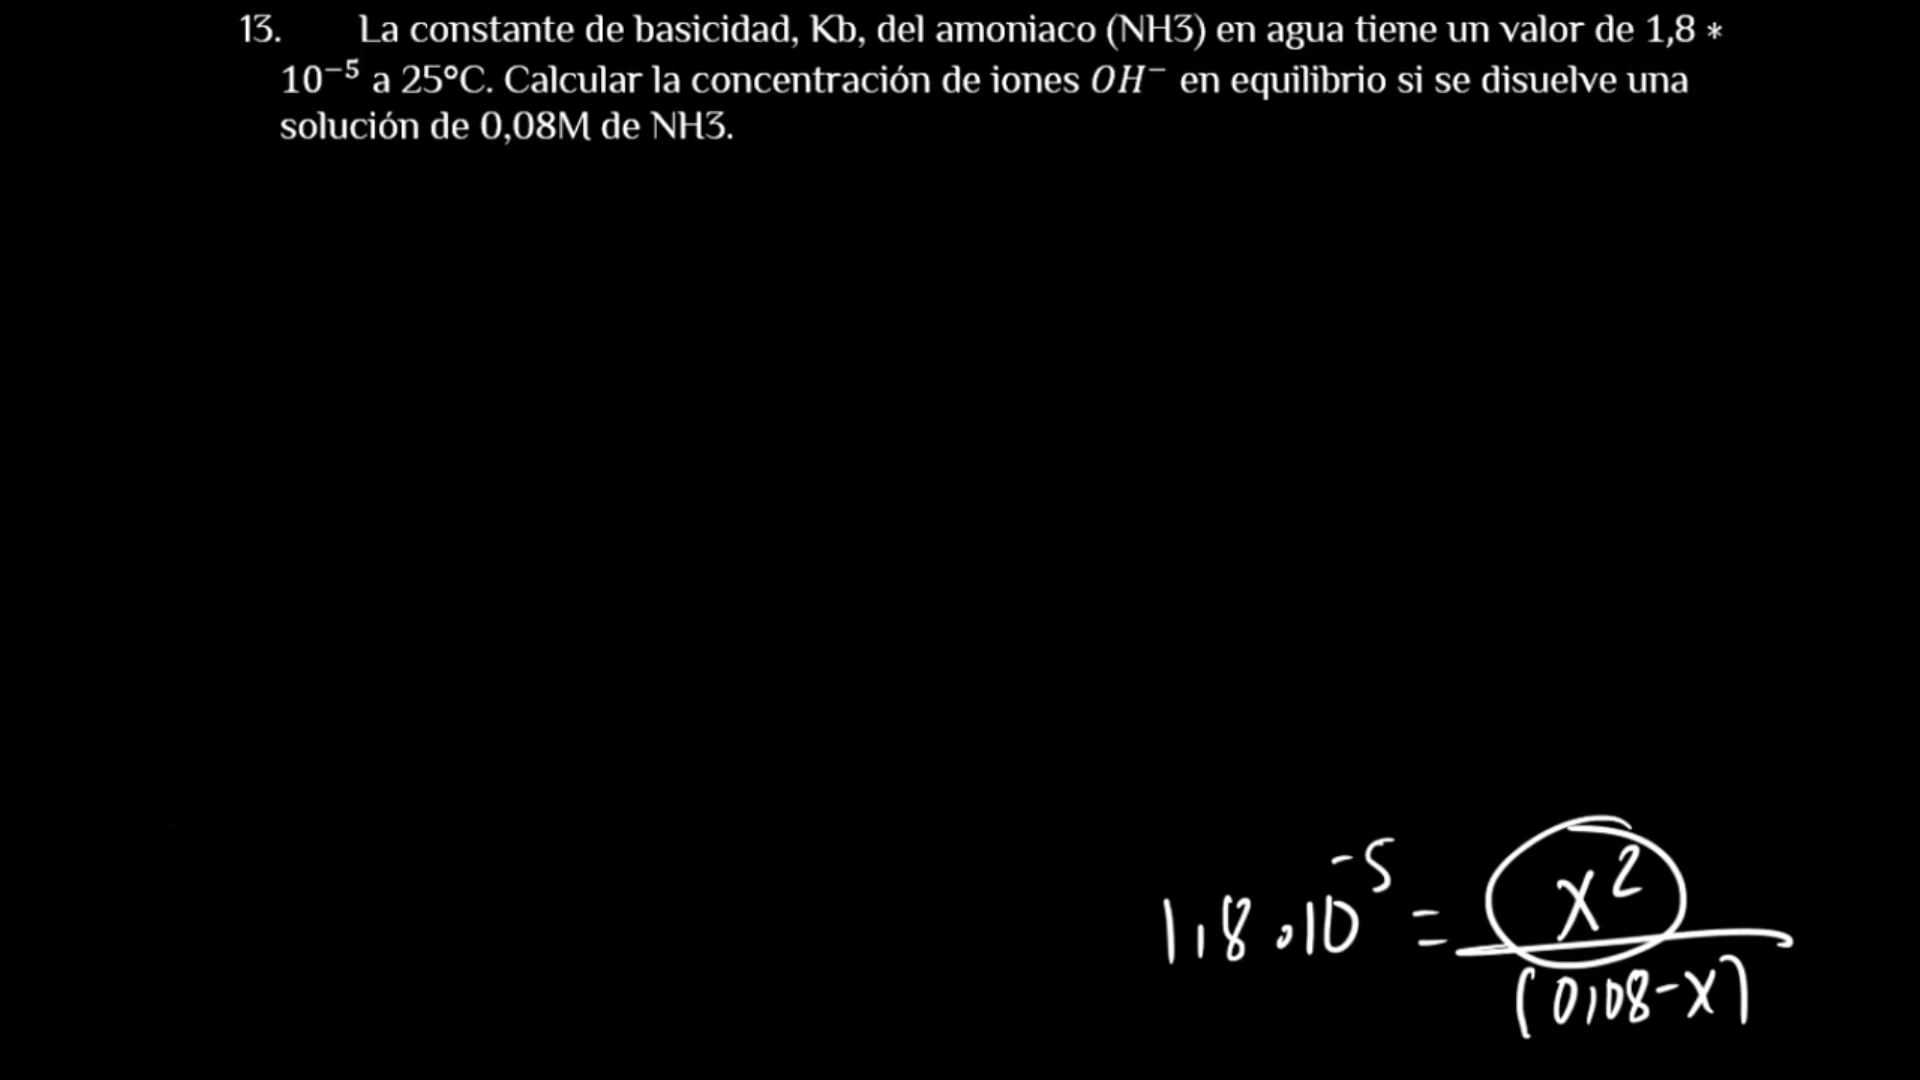 13. La constante de basicidad, Kb, del amoniaco (NH3) en agua tiene un valor de 1,8 ∗
10⁻⁵ a 25°C. Calcular la concentración de iones OH⁻ en equilibrio si se disuelve una
solución de 0,08M de NH3.
1,8 · 10⁻⁵ = x² / (0,08-x)